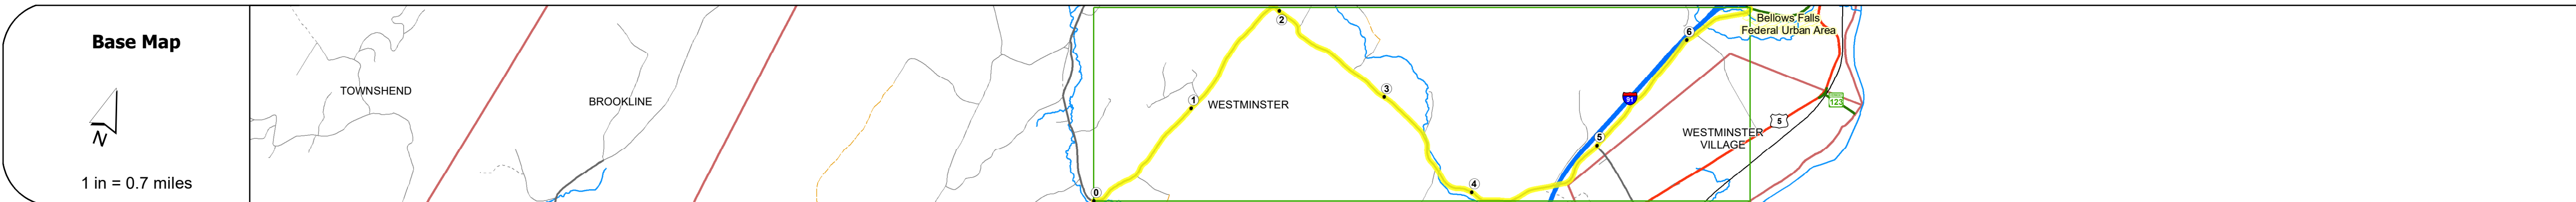 Base Map
N
1 in = 0.7 miles
TOWNSHEND
BROOKLINE
WESTMINSTER
0
1
2
3
4
5
6
91
Bellows Falls
Federal Urban Area
WESTMINSTER
VILLAGE
5
123